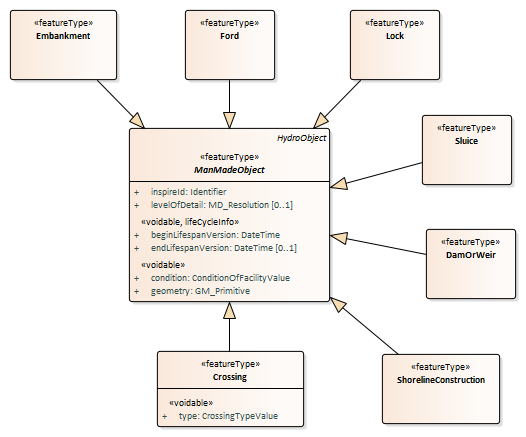 «featureType»
Embankment
«featureType»
Ford
«featureType»
Lock
HydroObject
«featureType»
ManMadeObject
+ inspireId: Identifier
+ levelOfDetail: MD_Resolution [0..1]
«voidable, lifeCycleInfo»
+ beginLifespanVersion: DateTime
+ endLifespanVersion: DateTime [0..1]
«voidable»
+ condition: ConditionOfFacilityValue
+ geometry: GM_Primitive
«featureType»
Sluice
«featureType»
DamOrWeir
«featureType»
Crossing
«voidable»
+ type: CrossingTypeValue
«featureType»
ShorelineConstruction